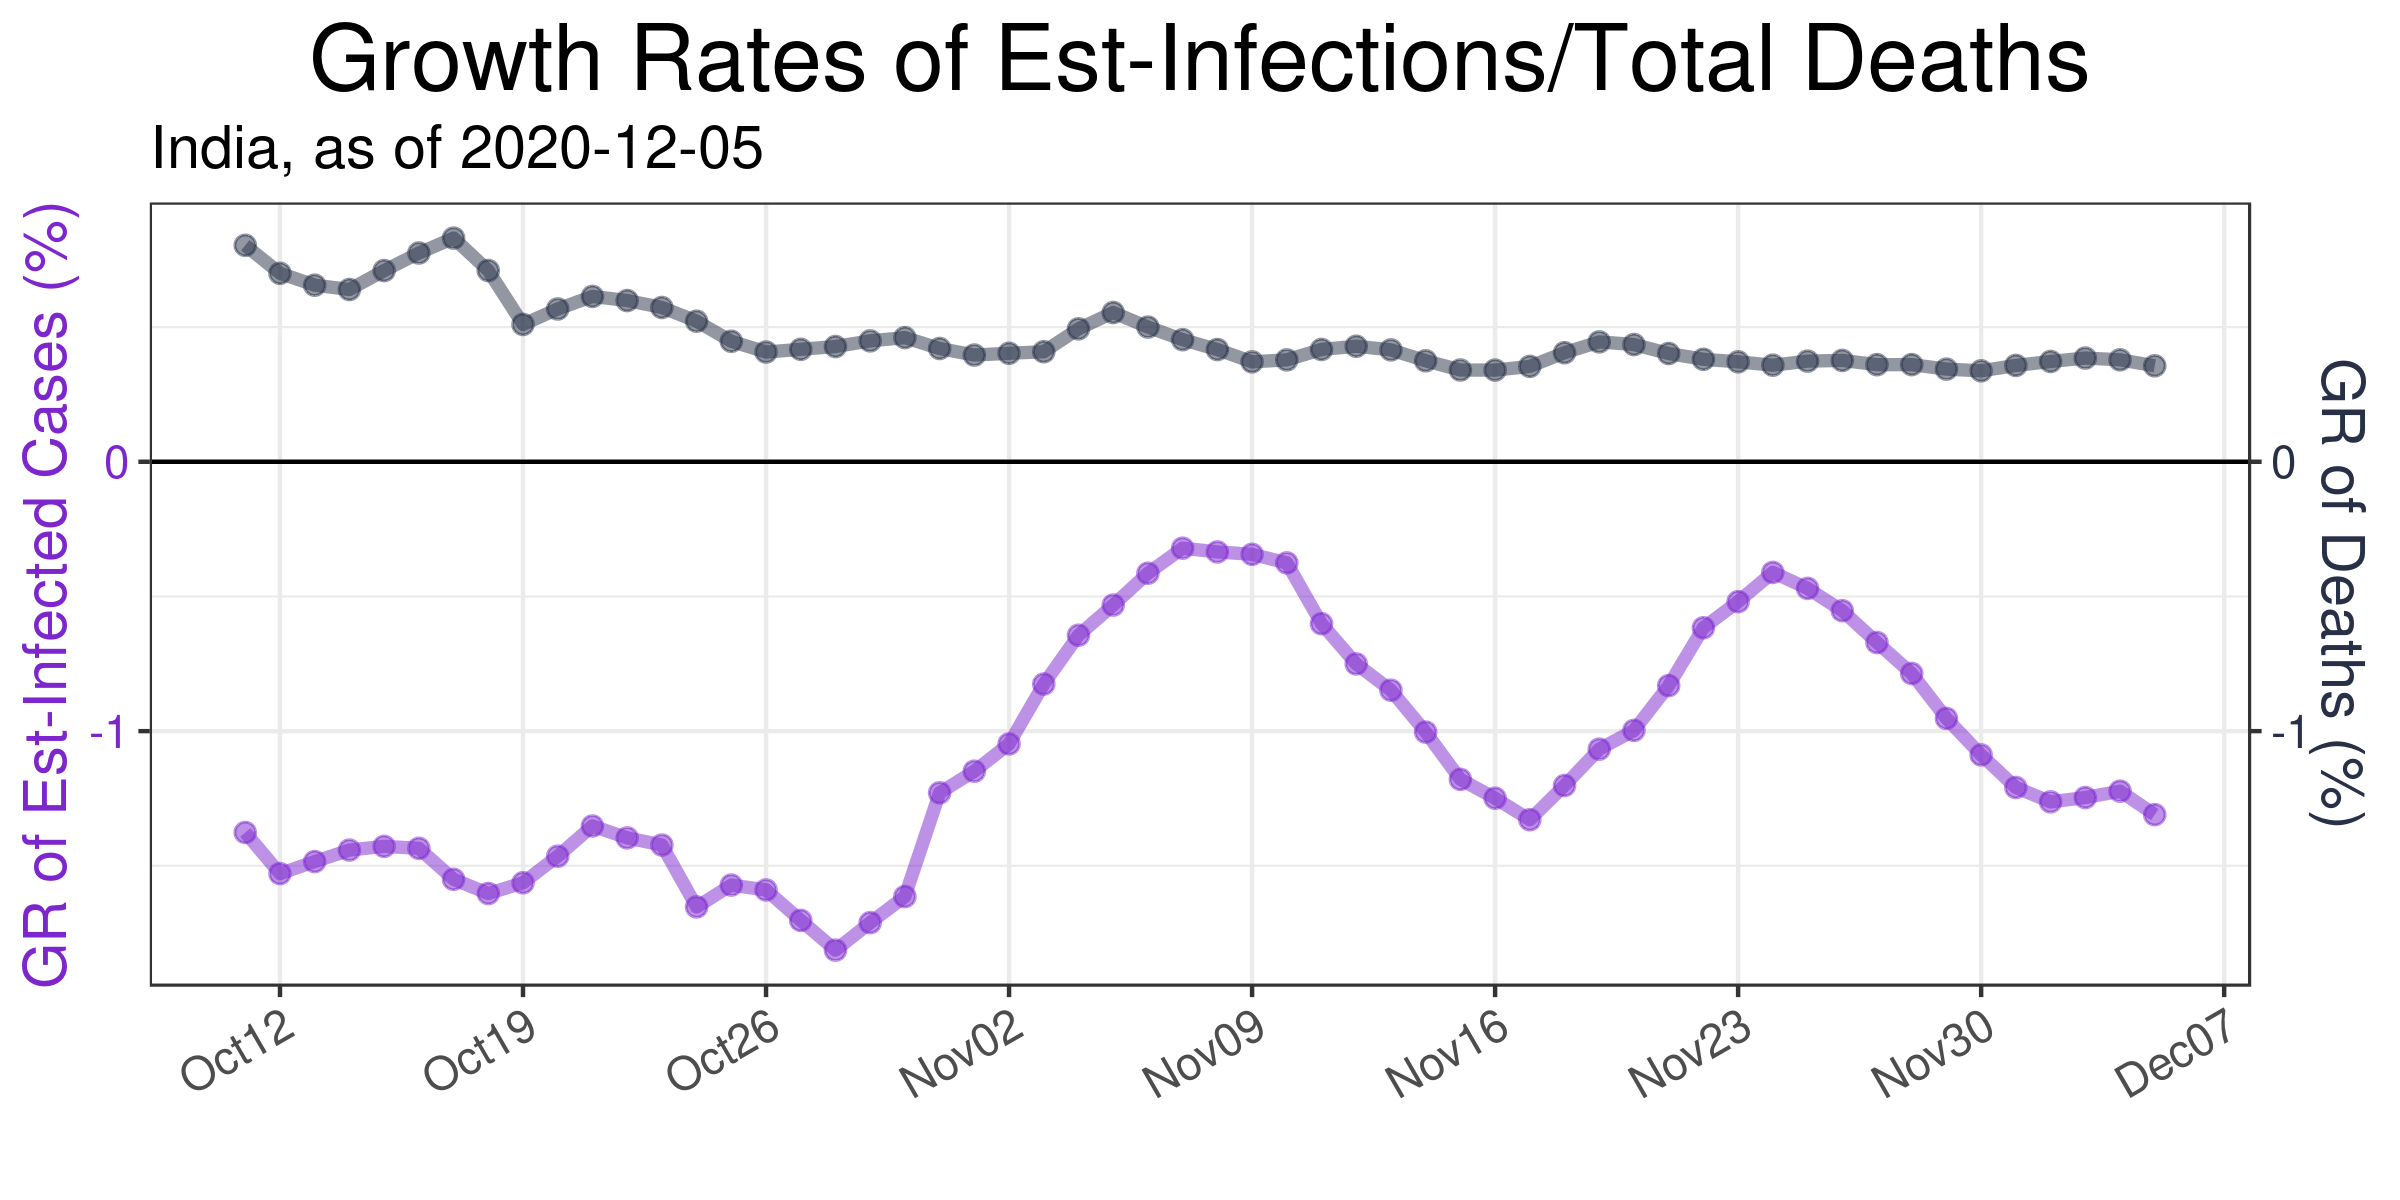 Growth Rates of Est-Infections/Total Deaths
India, as of 2020-12-05
GR of Est-Infected Cases (%)
0
-1
0
-1
GR of Deaths (%)
Oct12
Oct19
Oct26
Nov02
Nov09
Nov16
Nov23
Nov30
Dec07